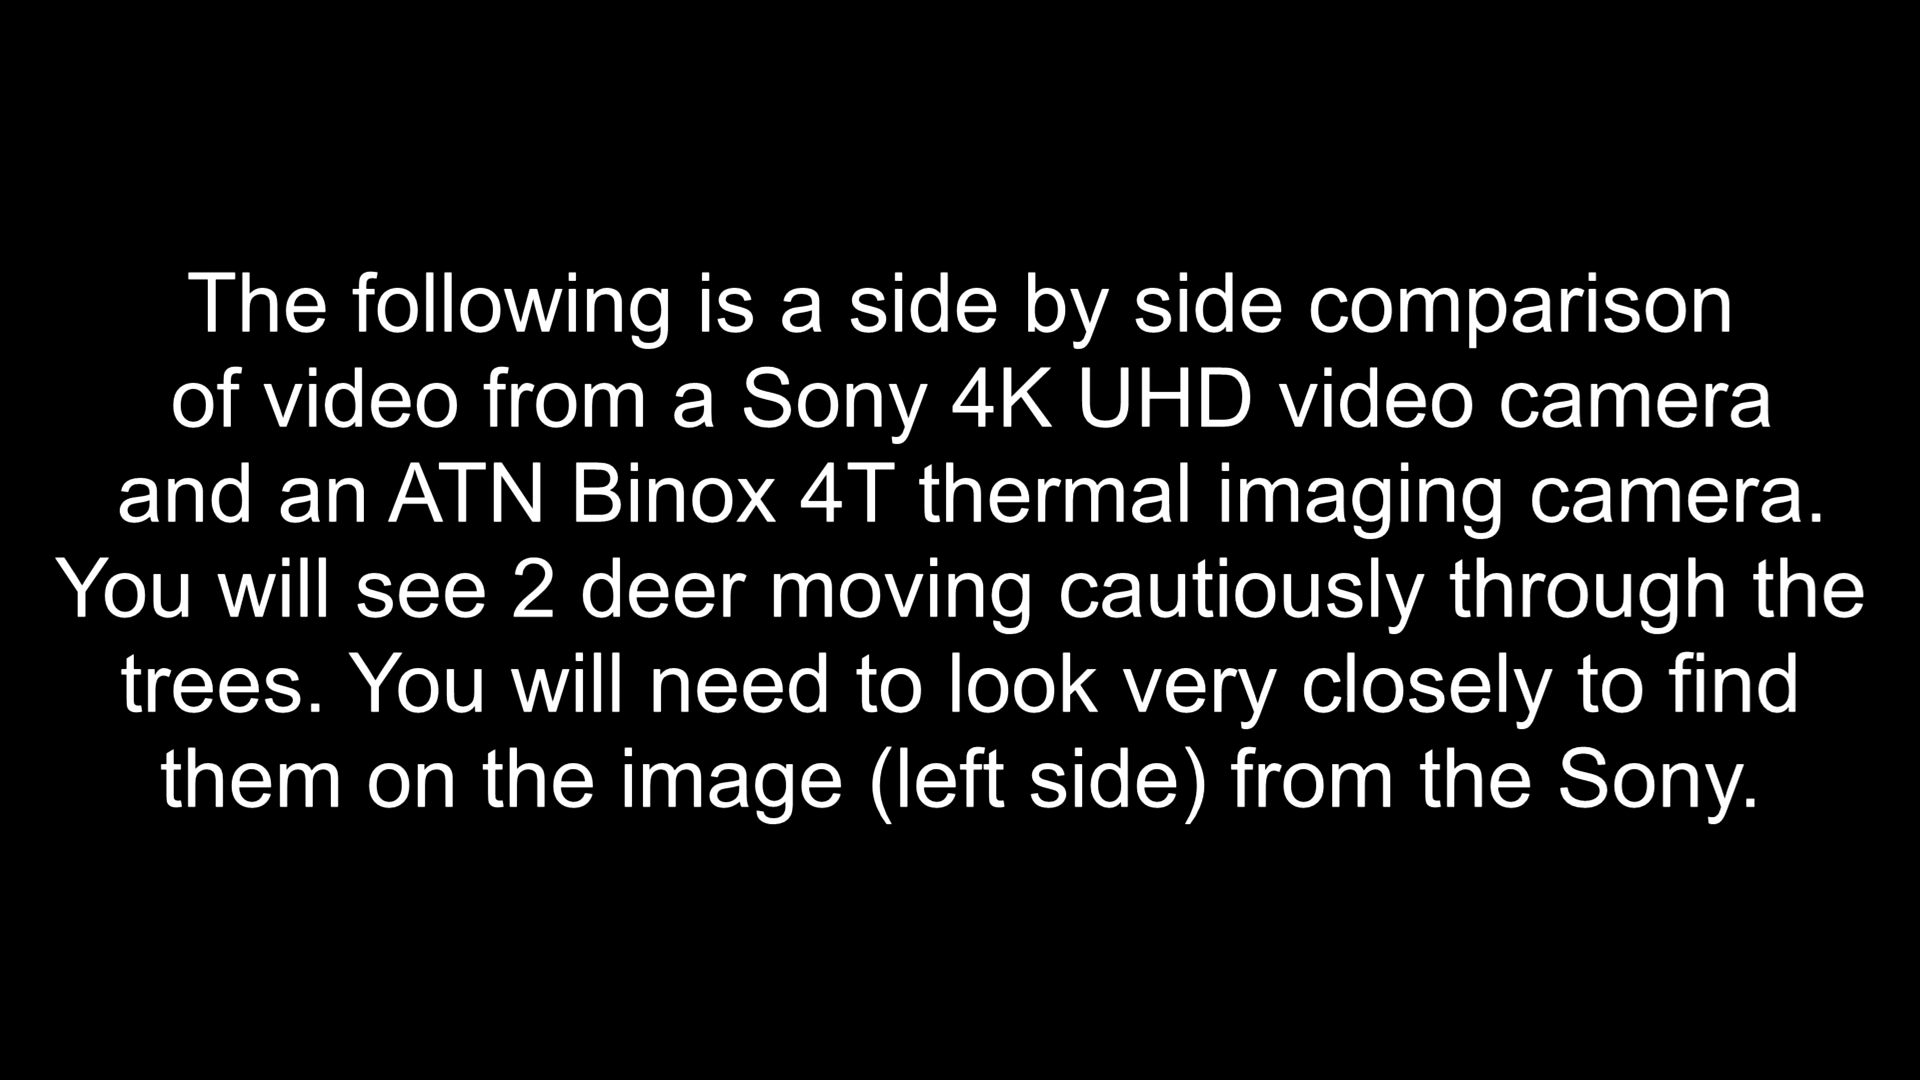 The following is a side by side comparison
of video from a Sony 4K UHD video camera
and an ATN Binox 4T thermal imaging camera.
You will see 2 deer moving cautiously through the
trees. You will need to look very closely to find
them on the image (left side) from the Sony.